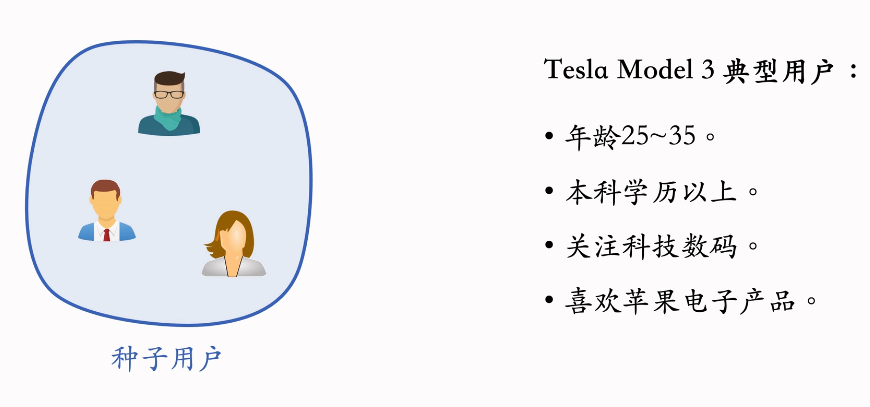 Tesla Model 3 典型用户：
• 年龄25~35。
• 本科学历以上。
• 关注科技数码。
• 喜欢苹果电子产品。
种子用户